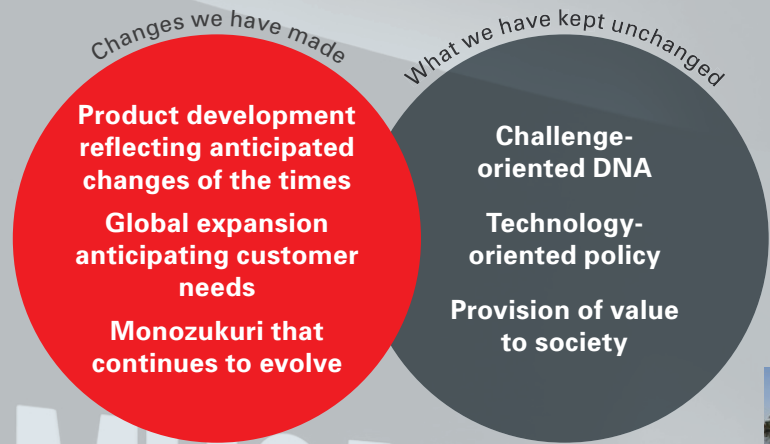 Changes we have made
Product development
reflecting anticipated
changes of the times
Global expansion
anticipating customer
needs
Monozukuri that
continues to evolve
What we have kept unchanged
Challenge-
oriented DNA
Technology-
oriented policy
Provision of value
to society